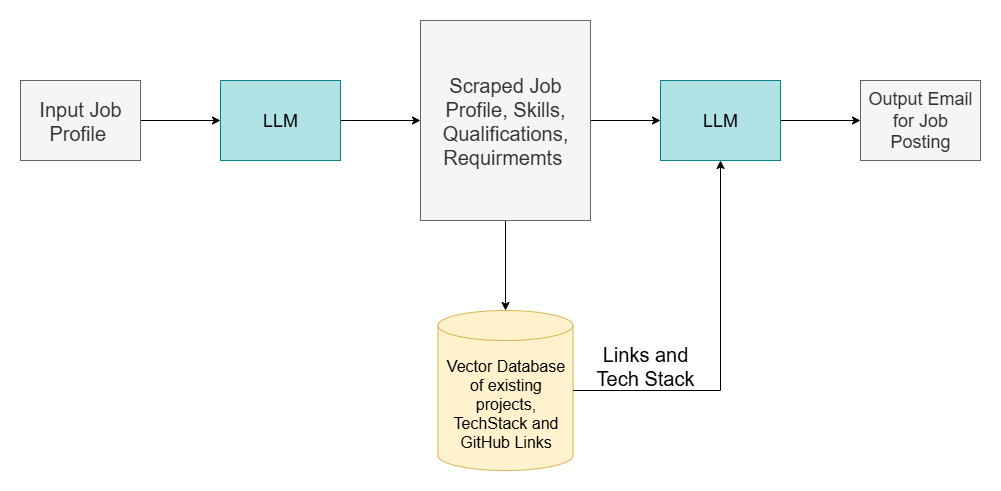 Input Job
Profile
LLM
Scraped Job
Profile, Skills,
Qualifications,
Requirmemts
LLM
Output Email
for Job
Posting
Vector Database
of existing
projects,
TechStack and
GitHub Links
Links and
Tech Stack